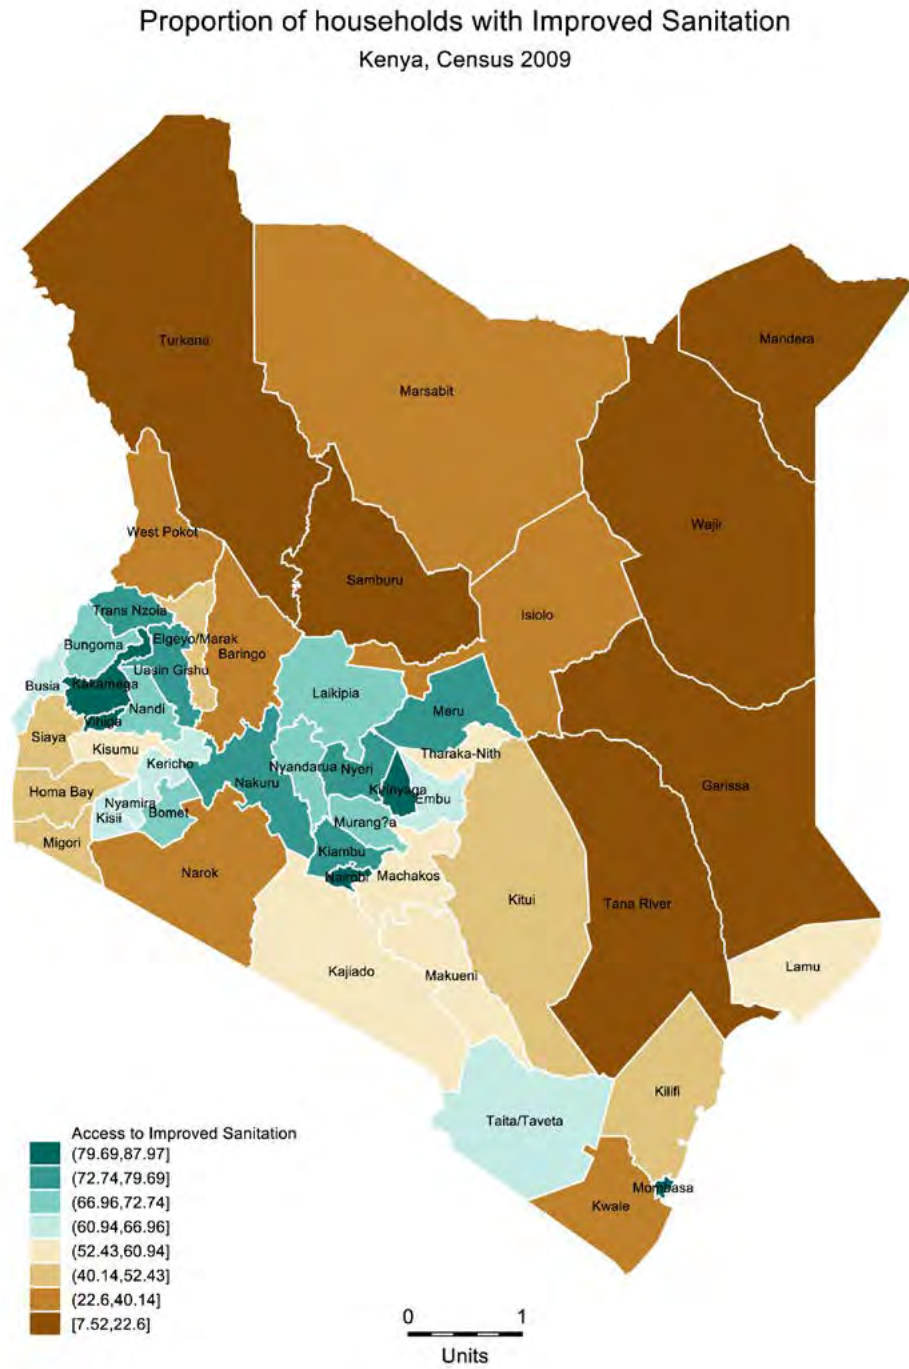 Proportion of households with Improved Sanitation
Kenya, Census 2009
Turkana
Mandera
Marsabit
Wajir
West Pokot
Samburu
Isiolo
Trans Nzoia
Elgeyo/Marak
Bungoma
Baringo
Uasin Gishu
Kakamega
Busia
Laikipia
Nandi
Meru
Vihiga
Siaya
Kisumu
Tharaka-Nith
Kericho
Nyandarua
Nyeri
Nakuru
Garissa
Homa Bay
Kirinyaga
Embu
Nyamira
Bomet
Kisii
Murang?a
Migori
Kiambu
Narok
Nairobi
Machakos
Kitui
Tana River
Lamu
Kajiado
Makueni
Kilifi
Taita/Taveta
Mombasa
Kwale
Access to Improved Sanitation
(79.69,87.97]
(72.74,79.69]
(66.96,72.74]
(60.94,66.96]
(52.43,60.94]
(40.14,52.43]
(22.6,40.14]
[7.52,22.6]
0 1
Units